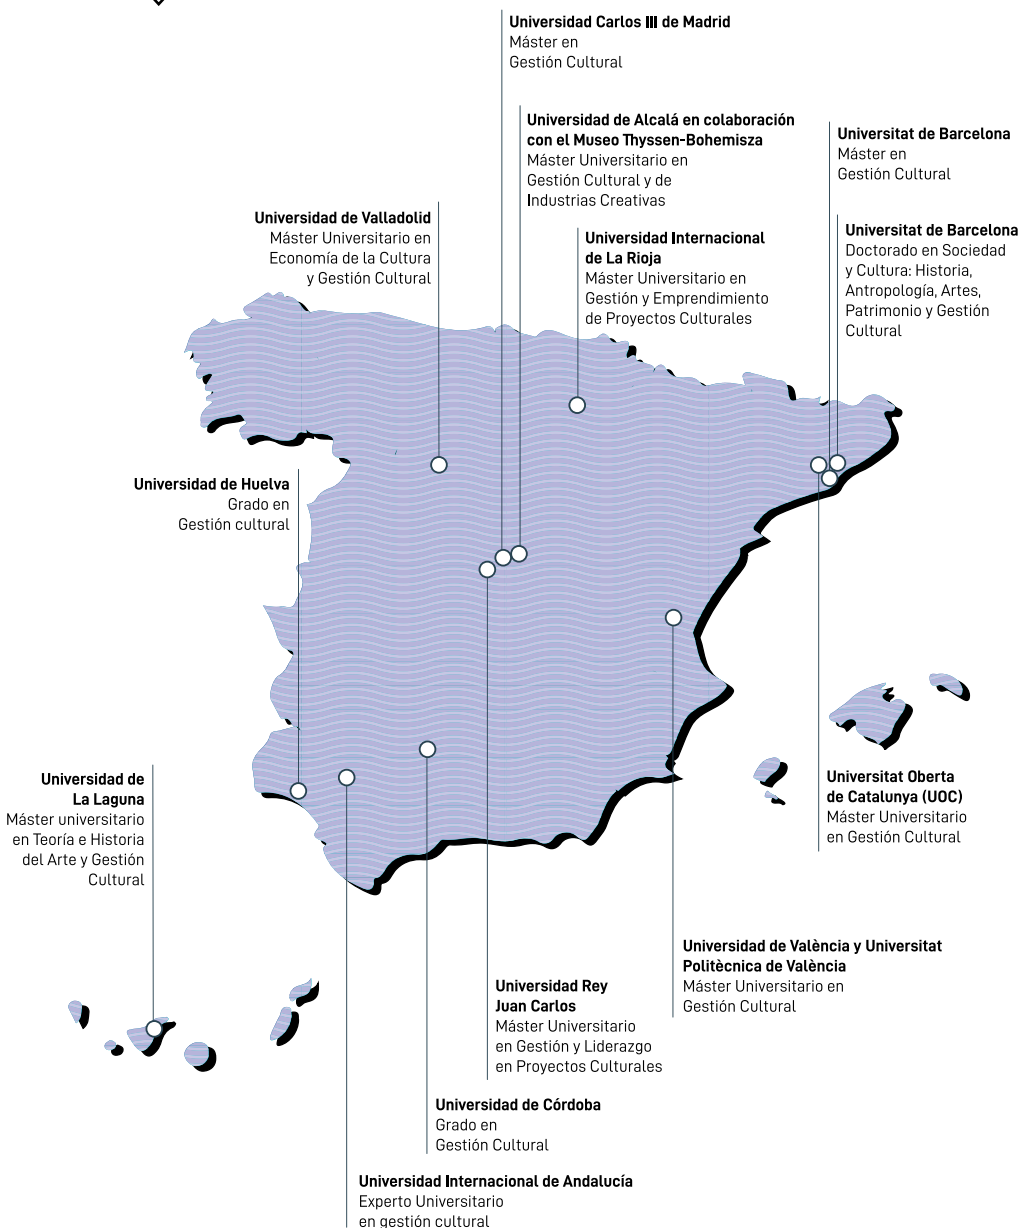 Universidad Carlos III de Madrid
Máster en
Gestión Cultural
Universidad de Alcalá en colaboración
con el Museo Thyssen-Bohemisza
Máster Universitario en
Gestión Cultural y de
Industrias Creativas
Universitat de Barcelona
Máster en
Gestión Cultural
Universidad de Valladolid
Máster Universitario en
Economía de la Cultura
y Gestión Cultural
Universidad Internacional
de La Rioja
Máster Universitario en
Gestión y Emprendimiento
de Proyectos Culturales
Universitat de Barcelona
Doctorado en Sociedad
y Cultura: Historia,
Antropología, Artes,
Patrimonio y Gestión
Cultural
Universidad de Huelva
Grado en
Gestión cultural
Universidad de
La Laguna
Máster universitario
en Teoría e Historia
del Arte y Gestión
Cultural
Universitat Oberta
de Catalunya (UOC)
Máster Universitario
en Gestión Cultural
Universidad de València y Universitat
Politècnica de València
Máster Universitario en
Gestión Cultural
Universidad Rey
Juan Carlos
Máster Universitario
en Gestión y Liderazgo
en Proyectos Culturales
Universidad de Córdoba
Grado en
Gestión Cultural
Universidad Internacional de Andalucía
Experto Universitario
en gestión cultural